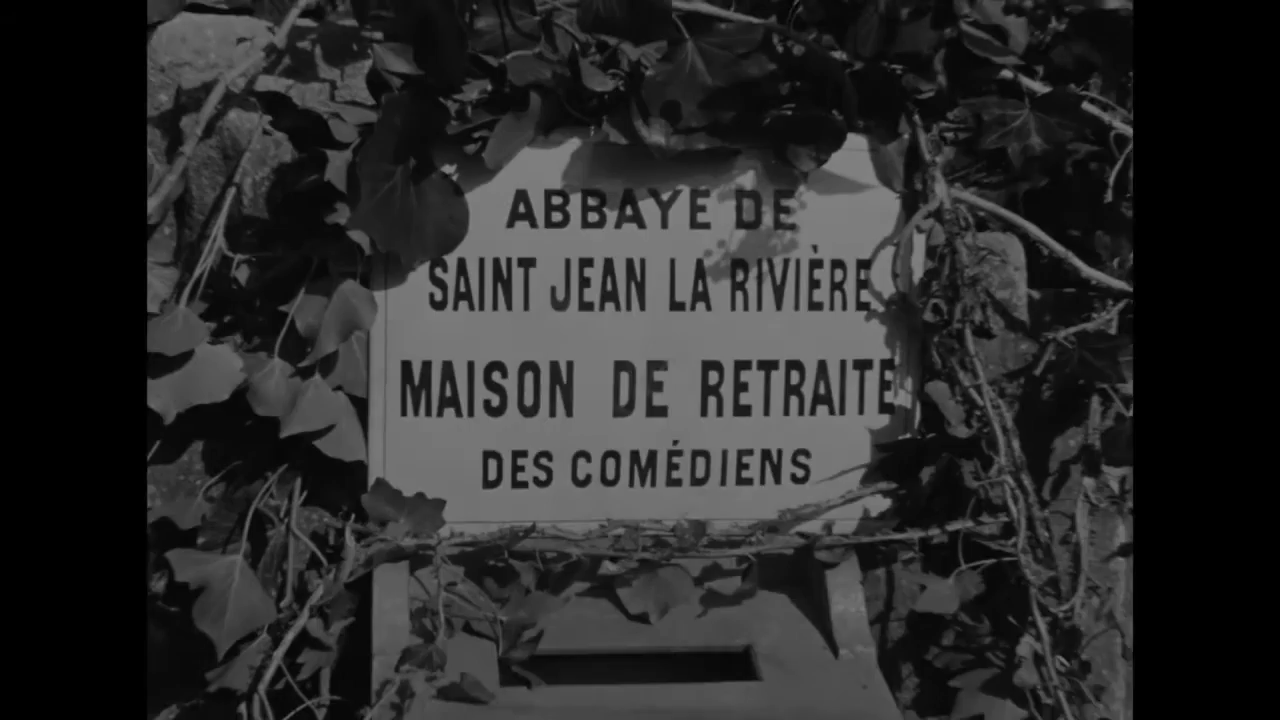 ABBAYE DE
SAINT JEAN LA RIVIÈRE
MAISON DE RETRAITE
DES COMÉDIENS